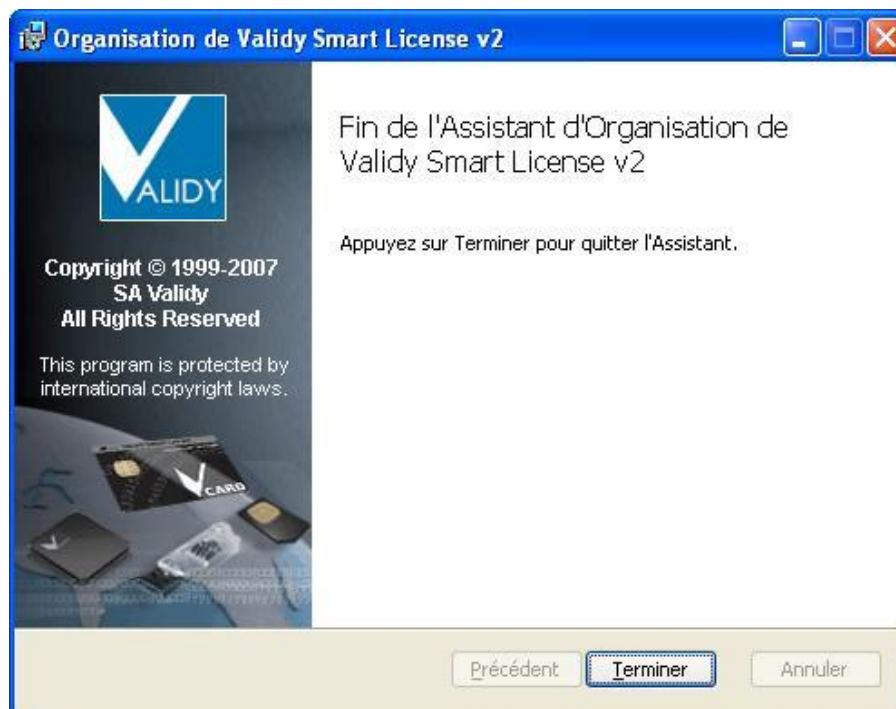 Organisation de Validy Smart License v2
VALIDY
Copyright © 1999-2007
SA Validy
All Rights Reserved
This program is protected by
international copyright laws.
V CARD
Fin de l'Assistant d'Organisation de
Validy Smart License v2
Appuyez sur Terminer pour quitter l'Assistant.
Précédent
Terminer
Annuler